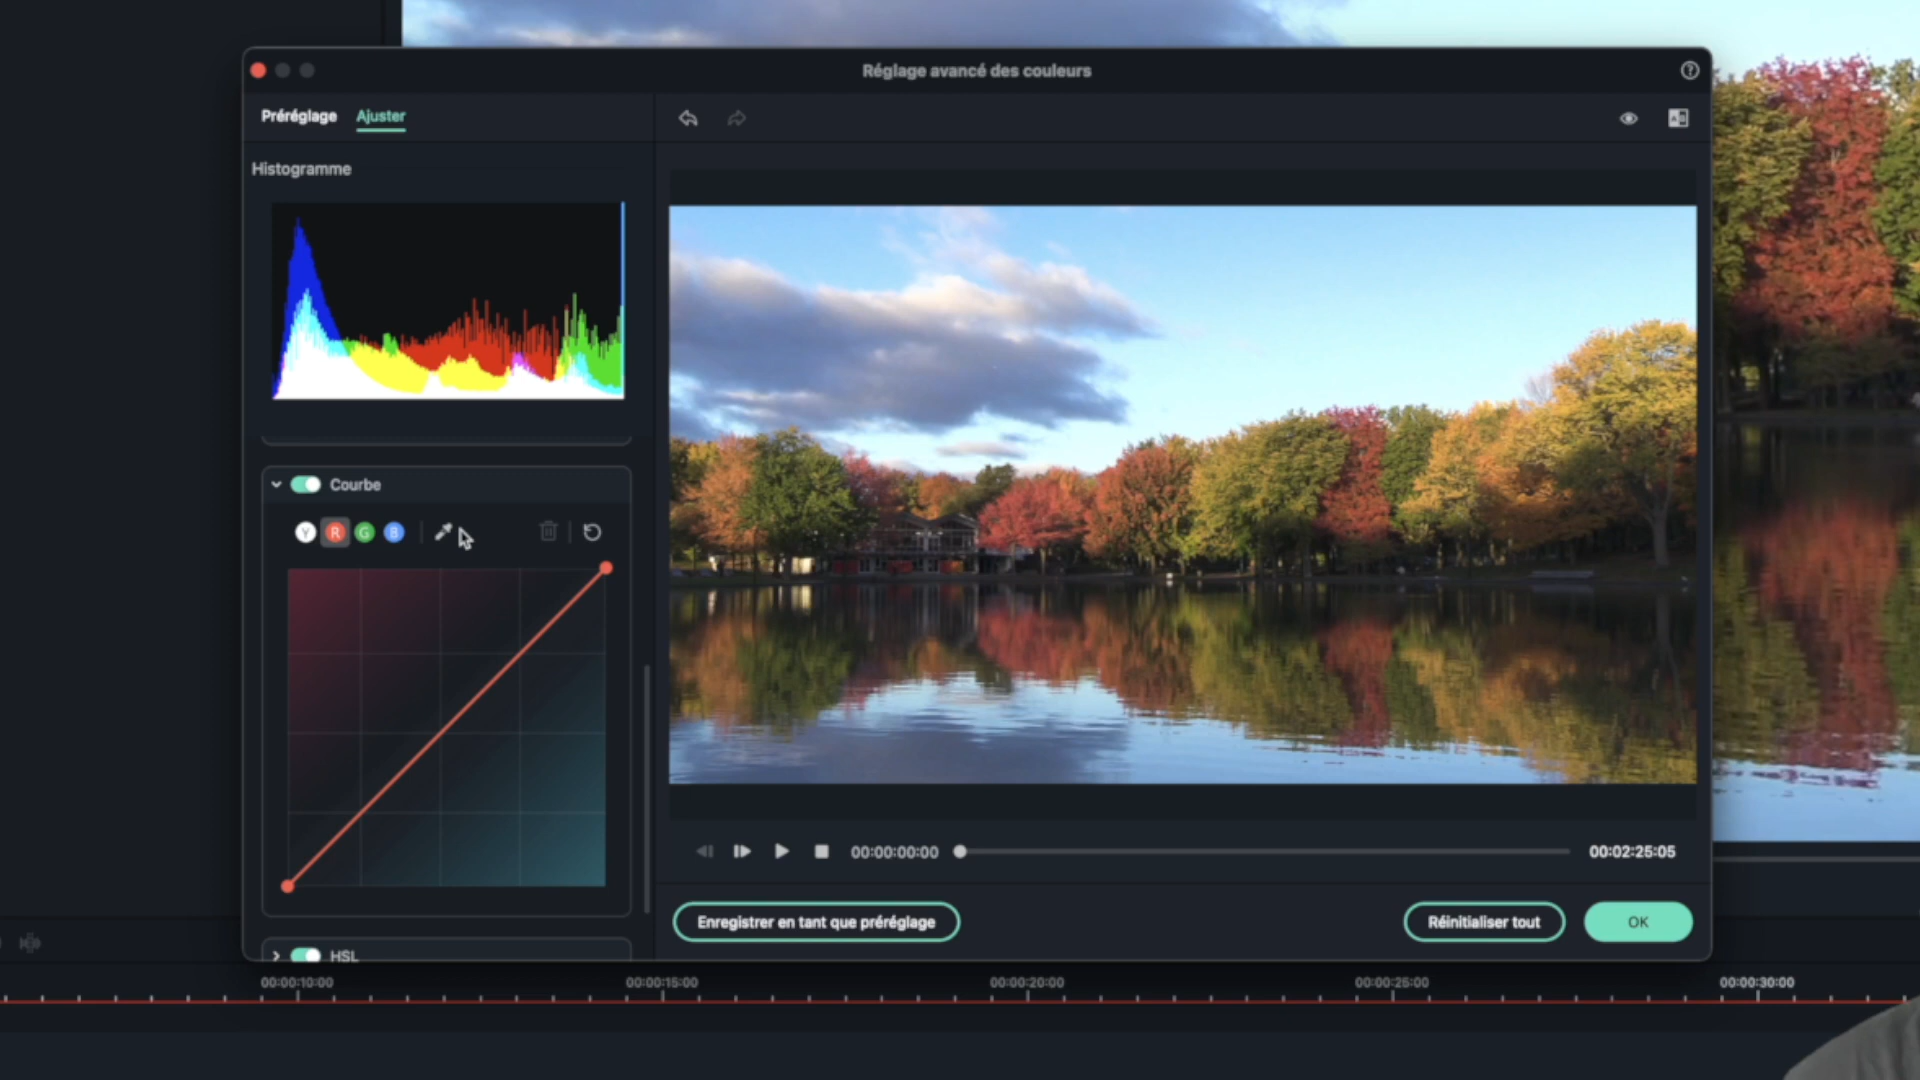 Réglage avancé des couleurs
Préréglage Ajuster
A B
Histogramme
Courbe
Y R G B
00:00:00:00 00:02:25:05
Enregistrer en tant que préréglage Réinitialiser tout OK
HSL
00:00:10:00 00:00:15:00 00:00:20:00 00:00:25:00 00:00:30:00